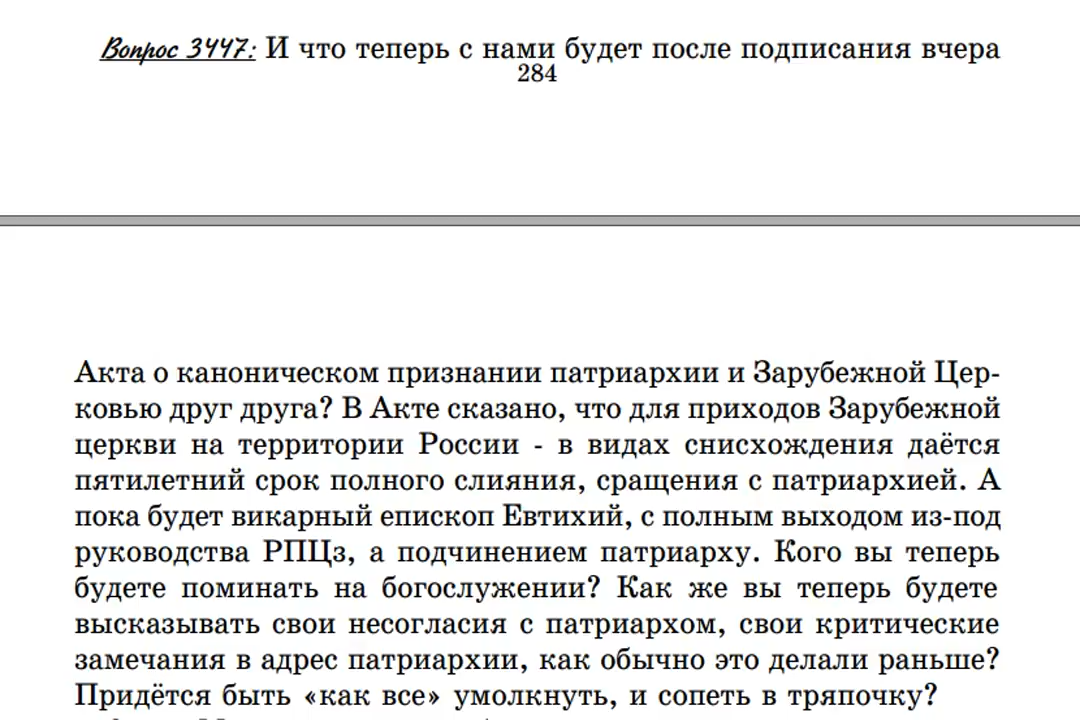 Вопрос 3447: И что теперь с нами будет после подписания вчера
284
Акта о каноническом признании патриархии и Зарубежной Цер-
ковью друг друга? В Акте сказано, что для приходов Зарубежной
церкви на территории России - в видах снисхождения даётся
пятилетний срок полного слияния, сращения с патриархией. А
пока будет викарный епископ Евтихий, с полным выходом из-под
руководства РПЦз, а подчинением патриарху. Кого вы теперь
будете поминать на богослужении? Как же вы теперь будете
высказывать свои несогласия с патриархом, свои критические
замечания в адрес патриархии, как обычно это делали раньше?
Придётся быть «как все» умолкнуть, и сопеть в тряпочку?